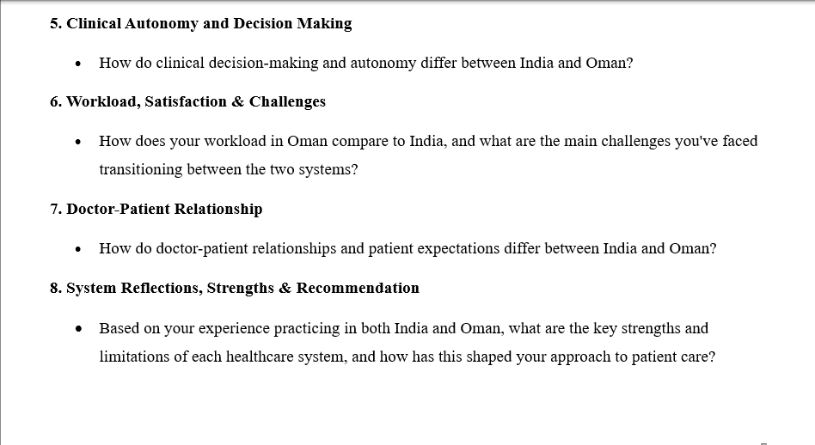 5. Clinical Autonomy and Decision Making
• How do clinical decision-making and autonomy differ between India and Oman?
6. Workload, Satisfaction & Challenges
• How does your workload in Oman compare to India, and what are the main challenges you've faced
transitioning between the two systems?
7. Doctor-Patient Relationship
• How do doctor-patient relationships and patient expectations differ between India and Oman?
8. System Reflections, Strengths & Recommendation
• Based on your experience practicing in both India and Oman, what are the key strengths and
limitations of each healthcare system, and how has this shaped your approach to patient care?